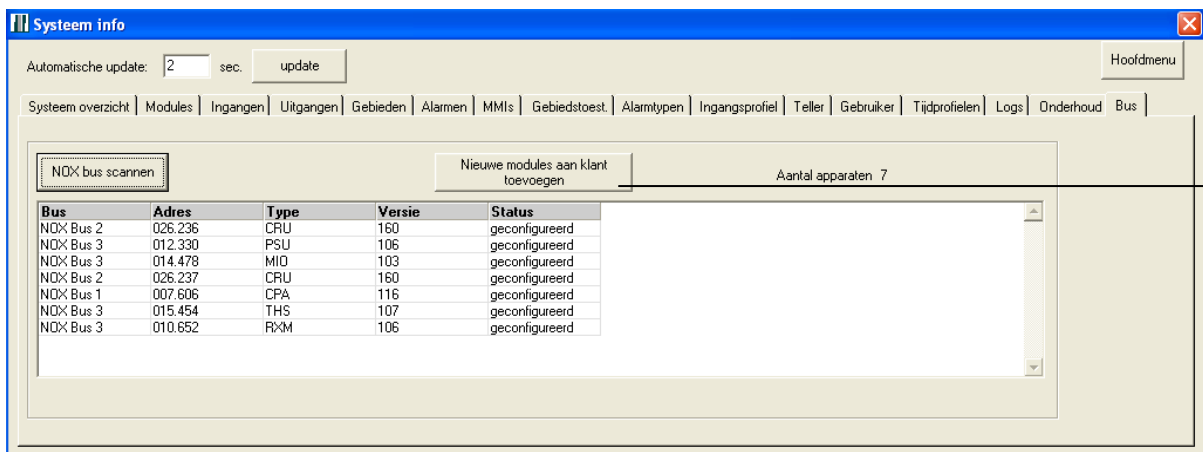 Systeem info
Automatische update: 2 sec. update Hoofdmenu
Systeem overzicht Modules Ingangen Uitgangen Gebieden Alarmen MMIs Gebiedstoest. Alarmtypen Ingangsprofiel Teller Gebruiker Tijdprofielen Logs Onderhoud Bus
NOX bus scannen
Nieuwe modules aan klant
toevoegen
Aantal apparaten 7
Bus Adres Type Versie Status
NOX Bus 2 026.236 CRU 160 geconfigureerd
NOX Bus 3 012.330 PSU 106 geconfigureerd
NOX Bus 3 014.478 MIO 103 geconfigureerd
NOX Bus 2 026.237 CRU 160 geconfigureerd
NOX Bus 1 007.606 CPA 116 geconfigureerd
NOX Bus 3 015.454 THS 107 geconfigureerd
NOX Bus 3 010.652 RXM 106 geconfigureerd